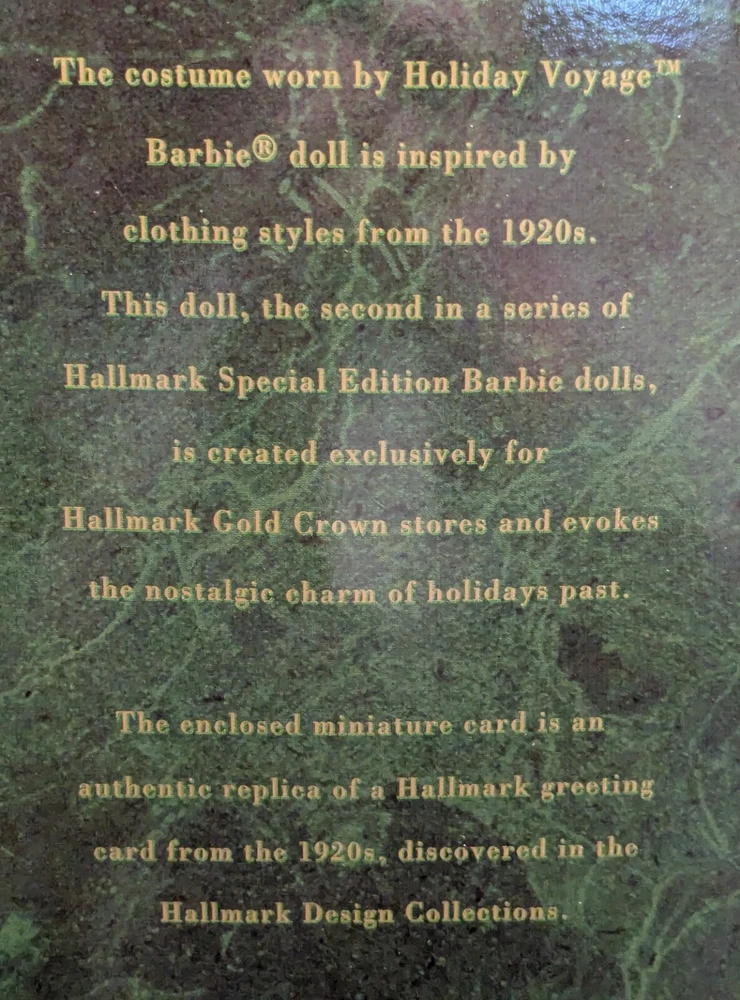 The costume worn by Holiday Voyage™
Barbie® doll is inspired by
clothing styles from the 1920s.
This doll, the second in a series of
Hallmark Special Edition Barbie dolls,
is created exclusively for
Hallmark Gold Crown stores and evokes
the nostalgic charm of holidays past.
The enclosed miniature card is an
authentic replica of a Hallmark greeting
card from the 1920s, discovered in the
Hallmark Design Collections.